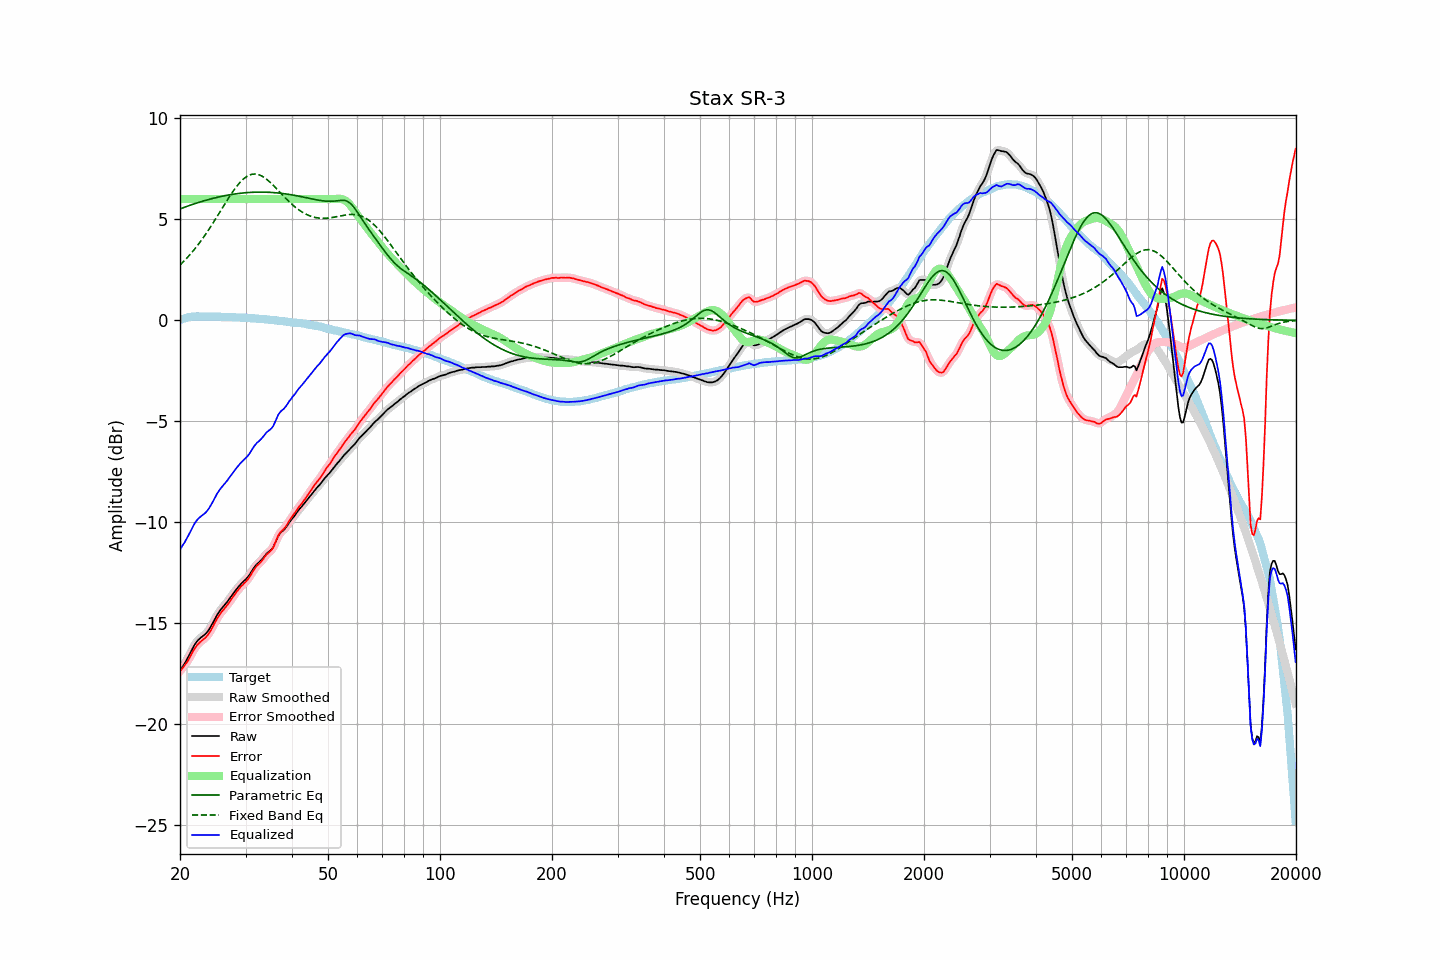 Stax SR-3
10
5
0
−5
−10
−15
−20
−25
Amplitude (dBr)
Target
Raw Smoothed
Error Smoothed
Raw
Error
Equalization
Parametric Eq
Fixed Band Eq
Equalized
20
50
100
200
500
1000
2000
5000
10000
20000
Frequency (Hz)